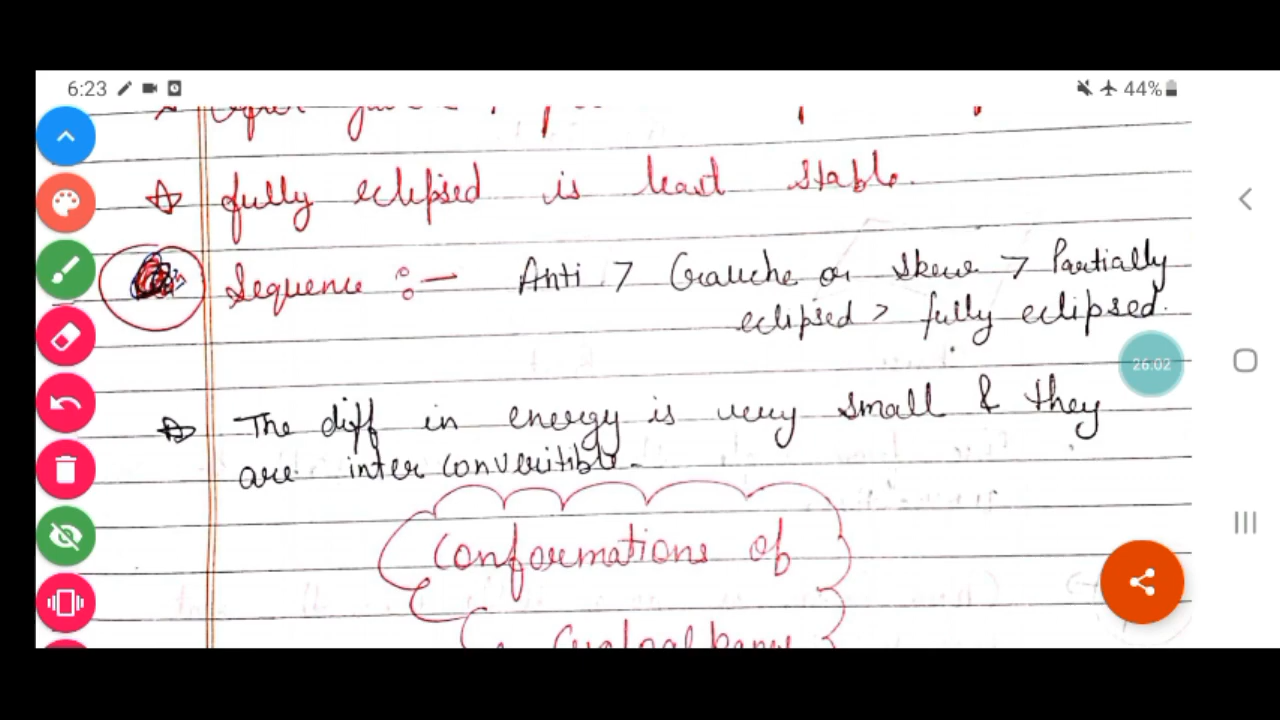 6:23
44%
☆ fully eclipsed is least stable.
Sequence :- Anti > Grauche or Skew > Partially
eclipsed > fully eclipsed.
26:02
☆ The diff in energy is very small & they
are inter convertible.
Conformations of